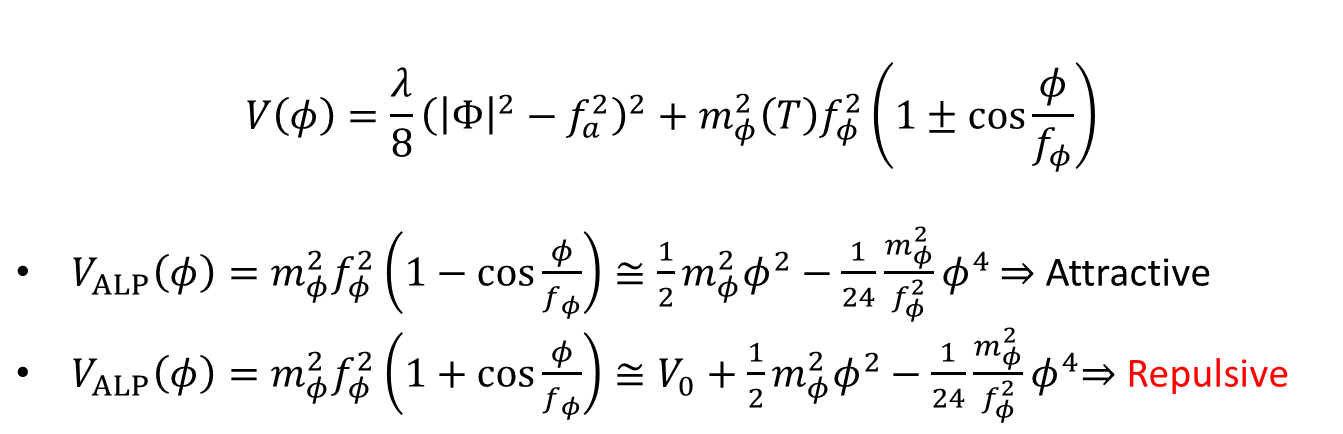 V(ϕ) = λ/8 (|Φ|² − f_a²)² + m_ϕ²(T) f_ϕ² (1 ± cos ϕ/f_ϕ)
• V_ALP(ϕ) = m_ϕ² f_ϕ² (1 − cos ϕ/f_ϕ) ≅ 1/2 m_ϕ² ϕ² − 1/24 m_ϕ²/f_ϕ² ϕ⁴ ⇒ Attractive
• V_ALP(ϕ) = m_ϕ² f_ϕ² (1 + cos ϕ/f_ϕ) ≅ V₀ + 1/2 m_ϕ² ϕ² − 1/24 m_ϕ²/f_ϕ² ϕ⁴ ⇒ Repulsive